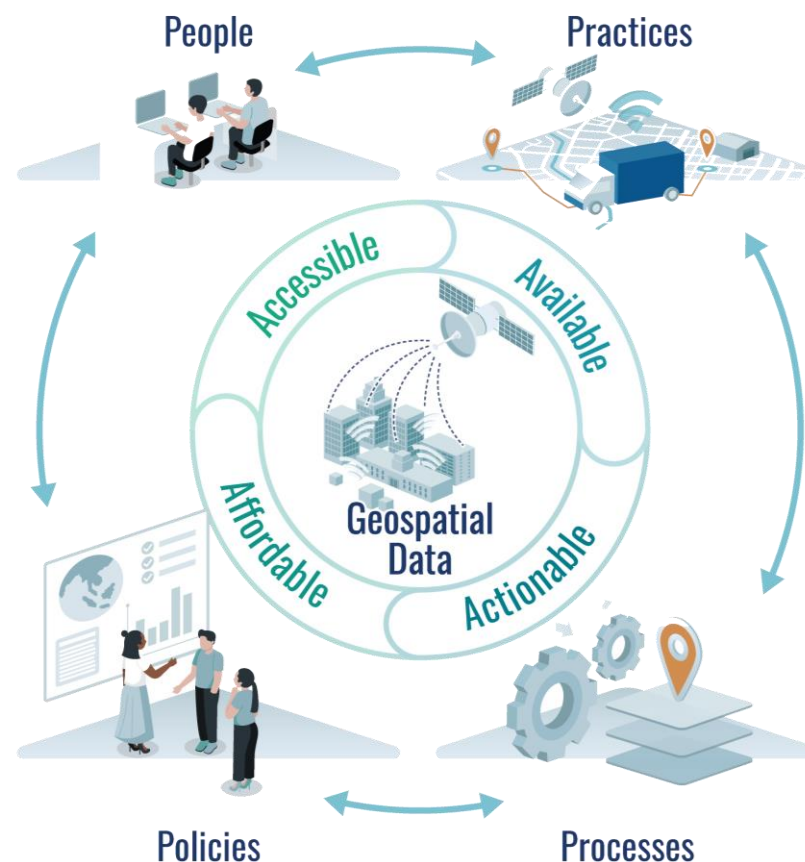 People
Practices
Accessible
Available
Geospatial
Data
Affordable
Actionable
Policies
Processes